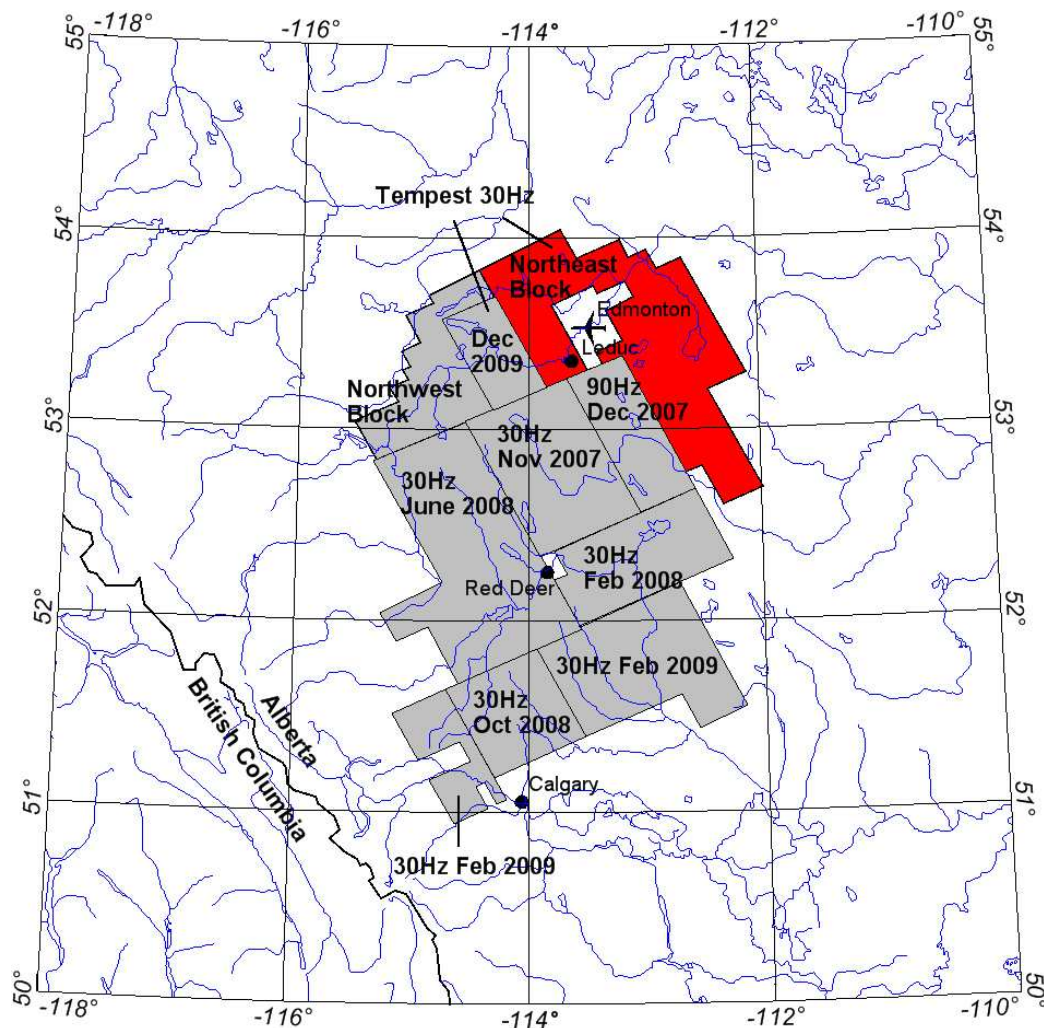 -118°
-116°
-114°
-112°
-110°
55°
55°
Tempest 30Hz
54°
54°
Northeast
Block
Edmonton
Leduc
Dec
2009
Northwest
Block
90Hz
Dec 2007
53°
53°
30Hz
Nov 2007
30Hz
June 2008
30Hz
Feb 2008
Red Deer
52°
52°
30Hz Feb 2009
30Hz
Oct 2008
Alberta
British Columbia
Calgary
51°
51°
30Hz Feb 2009
50°
50°
-118°
-116°
-114°
-112°
-110°